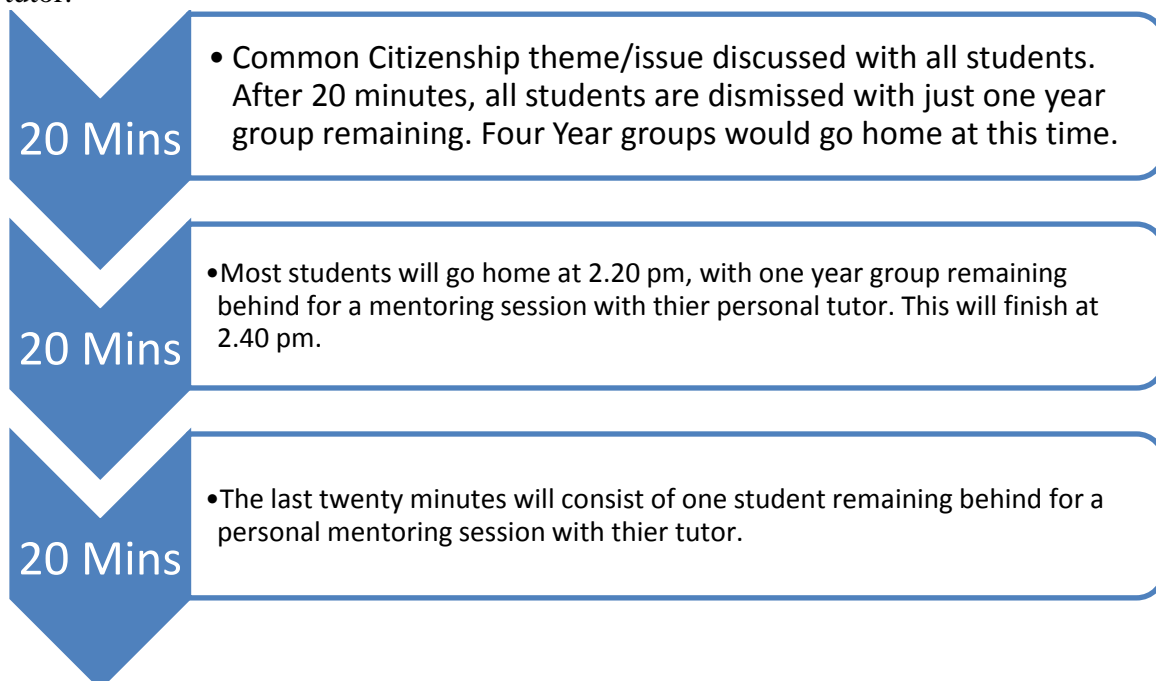 tutor.
20 Mins
• Common Citizenship theme/issue discussed with all students.
After 20 minutes, all students are dismissed with just one year
group remaining. Four Year groups would go home at this time.
20 Mins
•Most students will go home at 2.20 pm, with one year group remaining
behind for a mentoring session with thier personal tutor. This will finish at
2.40 pm.
20 Mins
•The last twenty minutes will consist of one student remaining behind for a
personal mentoring session with thier tutor.